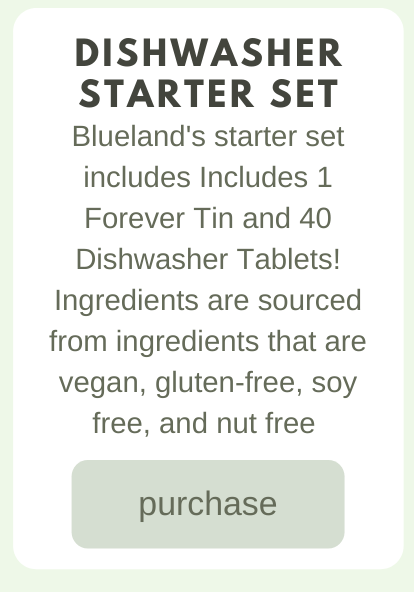 DISHWASHER
STARTER SET
Blueland's starter set
includes Includes 1
Forever Tin and 40
Dishwasher Tablets!
Ingredients are sourced
from ingredients that are
vegan, gluten-free, soy
free, and nut free
purchase